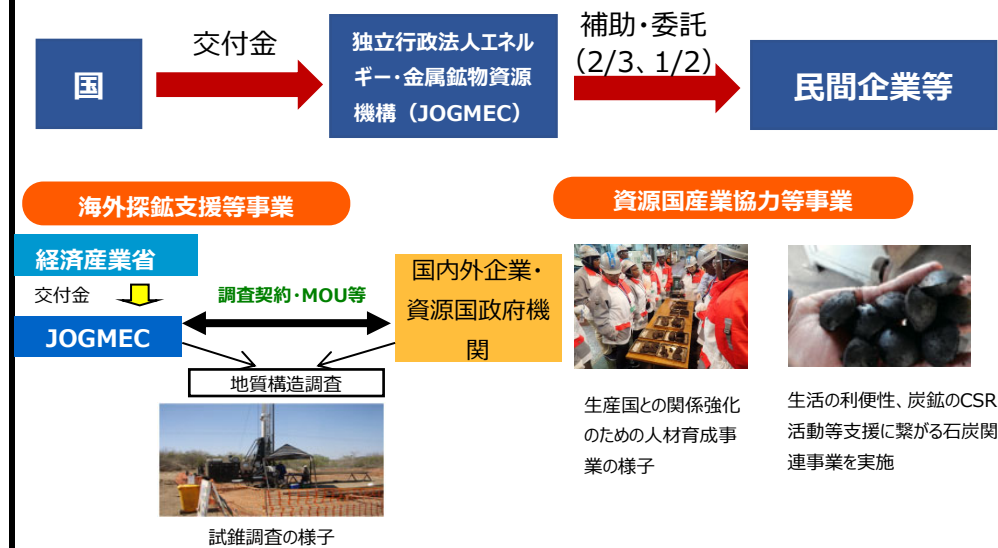 国
交付金
独立行政法人エネル
ギー・金属鉱物資源
機構（JOGMEC）
補助・委託
（2/3、1/2）
民間企業等
海外探鉱支援等事業
経済産業省
交付金
JOGMEC
調査契約・MOU等
国内外企業・
資源国政府機
関
地質構造調査
試錐調査の様子
資源国産業協力等事業
生産国との関係強化
のための人材育成事
業の様子
生活の利便性、炭鉱のCSR
活動等支援に繋がる石炭関
連事業を実施